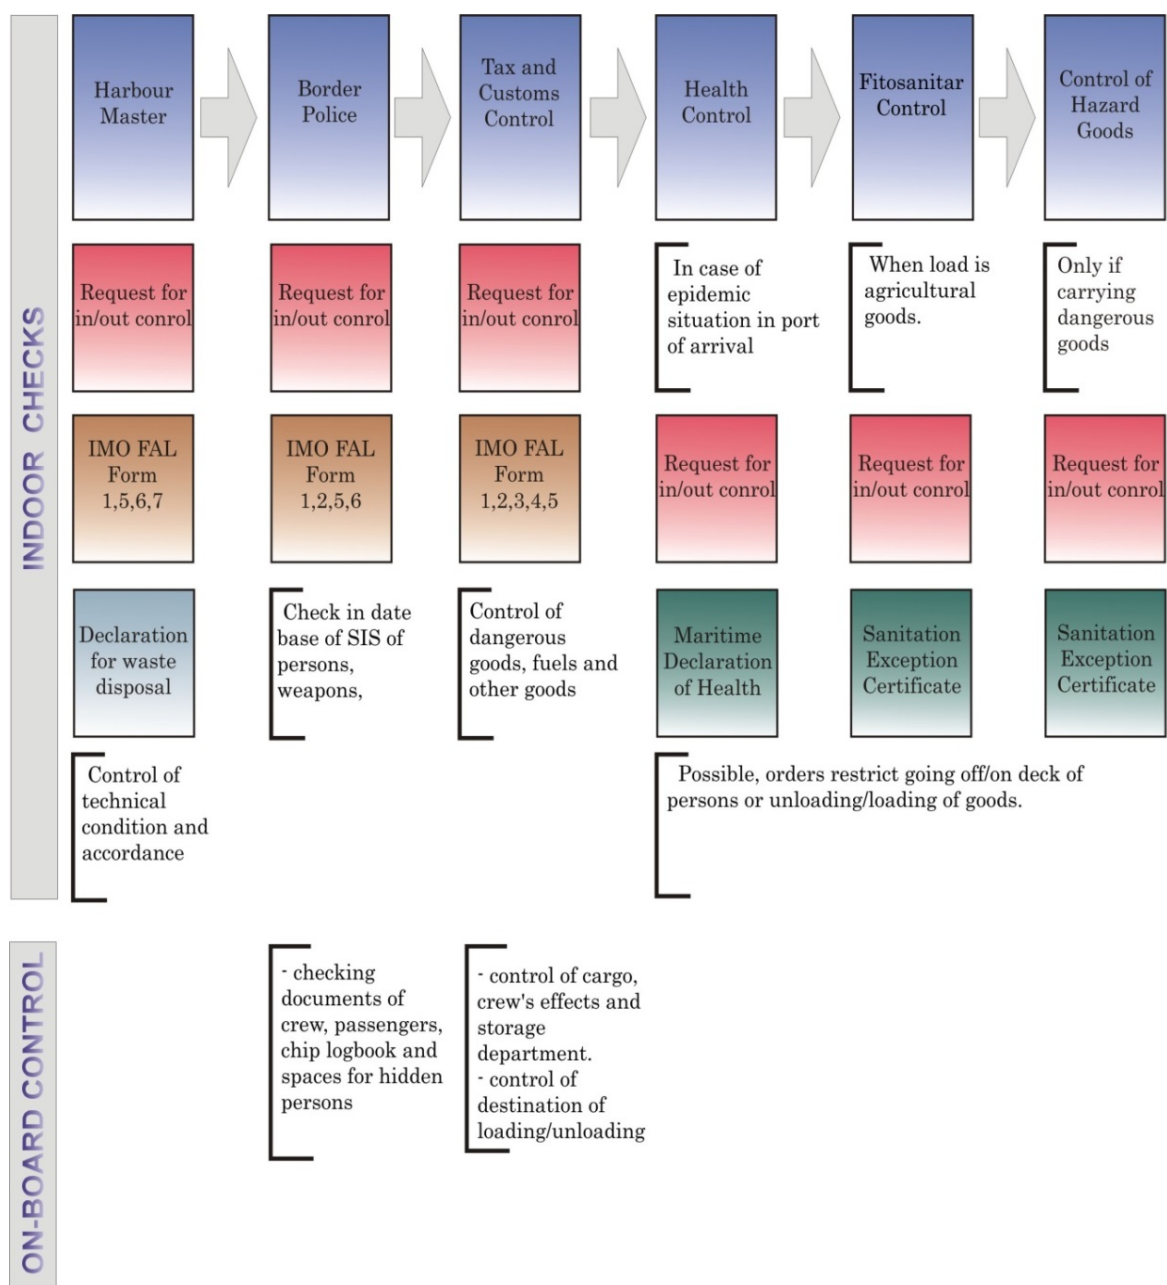 INDOOR CHECKS
Harbour
Master
Border
Police
Tax and
Customs
Control
Health
Control
Fitosanitar
Control
Control of
Hazard
Goods
Request for
in/out conrol
Request for
in/out conrol
Request for
in/out conrol
In case of
epidemic
situation in port
of arrival
When load is
agricultural
goods.
Only if
carrying
dangerous
goods
IMO FAL
Form
1,5,6,7
IMO FAL
Form
1,2,5,6
IMO FAL
Form
1,2,3,4,5
Request for
in/out conrol
Request for
in/out conrol
Request for
in/out conrol
Declaration
for waste
disposal
Check in date
base of SIS of
persons,
weapons,
Control of
dangerous
goods, fuels and
other goods
Maritime
Declaration
of Health
Sanitation
Exception
Certificate
Sanitation
Exception
Certificate
Control of
technical
condition and
accordance
Possible, orders restrict going off/on deck of
persons or unloading/loading of goods.
ON-BOARD CONTROL
- checking
documents of
crew, passengers,
chip logbook and
spaces for hidden
persons
- control of cargo,
crew's effects and
storage
department.
- control of
destination of
loading/unloading